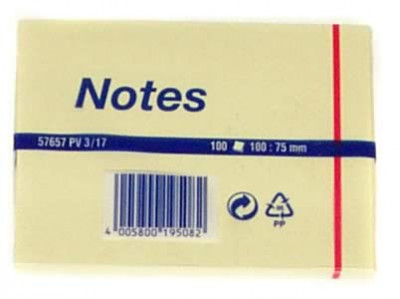 Notes
57657 PV 3/17 100 100 : 75 mm
4 005800 195082
PP